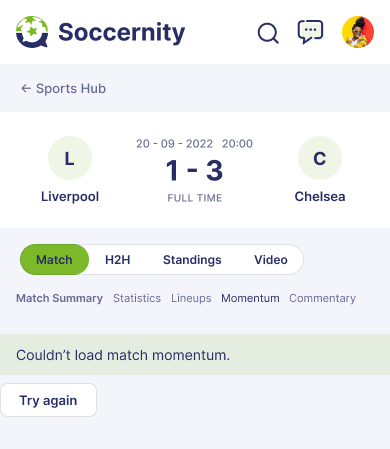 Soccernity
← Sports Hub
20 - 09 - 2022 20:00
L 1 - 3 C
Liverpool FULL TIME Chelsea
Match H2H Standings Video
Match Summary Statistics Lineups Momentum Commentary
Couldn’t load match momentum.
Try again